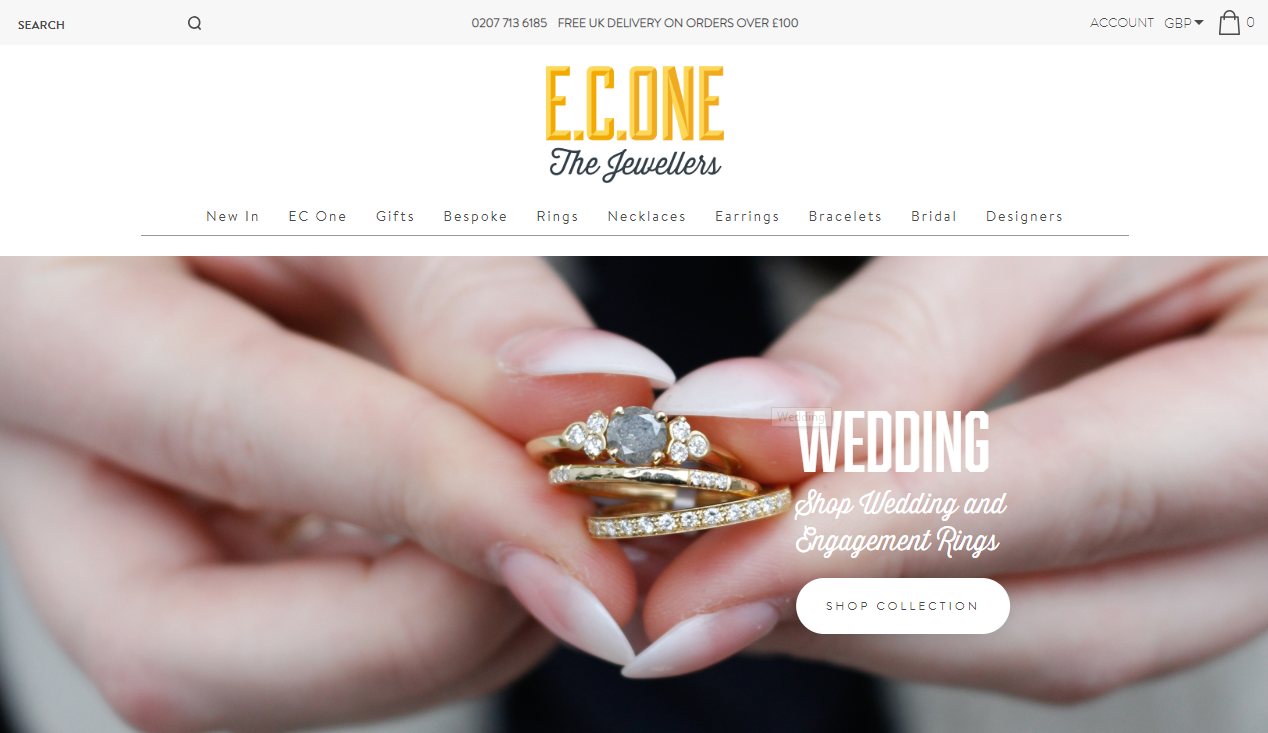 SEARCH
0207 713 6185 FREE UK DELIVERY ON ORDERS OVER £100
ACCOUNT GBP 0
E.C.ONE
The Jewellers
New In EC One Gifts Bespoke Rings Necklaces Earrings Bracelets Bridal Designers
Wedding
WEDDING
Shop Wedding and
Engagement Rings
SHOP COLLECTION